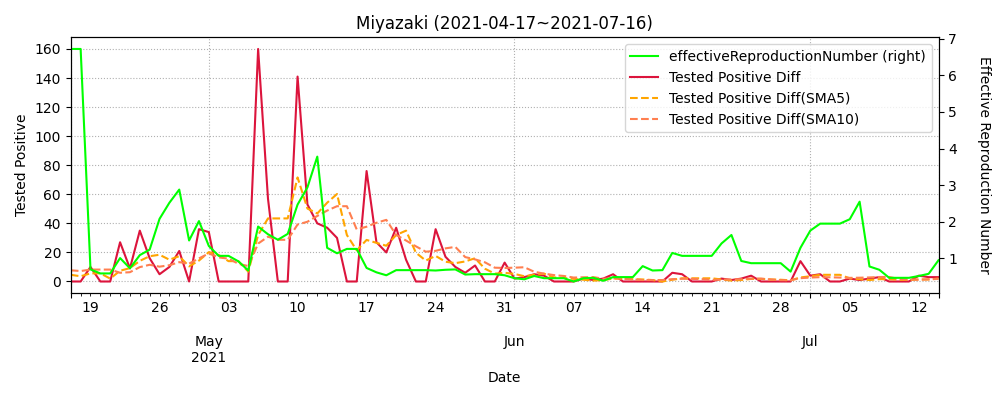 Miyazaki (2021-04-17~2021-07-16)
effectiveReproductionNumber (right)
Tested Positive Diff
Tested Positive Diff(SMA5)
Tested Positive Diff(SMA10)
Tested Positive
160
140
120
100
80
60
40
20
0
7
6
5
4
3
2
1
Effective Reproduction Number
19 26 03 10 17 24 31 07 14 21 28 05 12
May Jun Jul
2021
Date